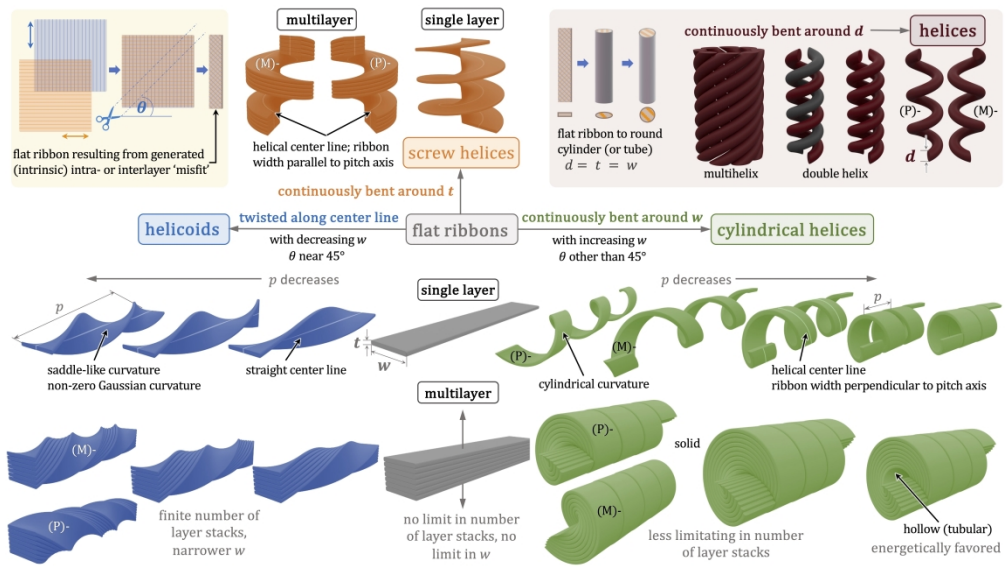 θ
flat ribbon resulting from generated
(intrinsic) intra- or interlayer ‘misfit’
multilayer
single layer
(M)-
(P)-
helical center line; ribbon
width parallel to pitch axis
screw helices
continuously bent around t
continuously bent around d
helices
flat ribbon to round
cylinder (or tube)
d = t = w
multihelix
double helix
(P)-
(M)-
d
helicoids
twisted along center line
with decreasing w
θ near 45°
flat ribbons
continuously bent around w
with increasing w
θ other than 45°
cylindrical helices
p decreases
single layer
p decreases
p
saddle-like curvature
non-zero Gaussian curvature
straight center line
t
w
(P)-
(M)-
cylindrical curvature
p
helical center line
ribbon width perpendicular to pitch axis
multilayer
(M)-
(P)-
finite number of
layer stacks,
narrower w
no limit in number
of layer stacks, no
limit in w
(P)-
(M)-
solid
less limitating in number
of layer stacks
hollow (tubular)
energetically favored